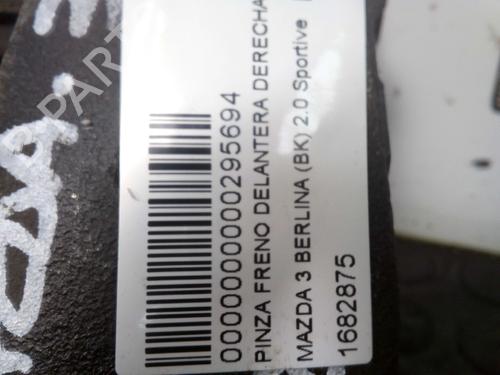 0000000000295694
PINZA FRENO DELANTERA DERECHA
MAZDA 3 BERLINA (BK) 2.0 Sportive
1682875